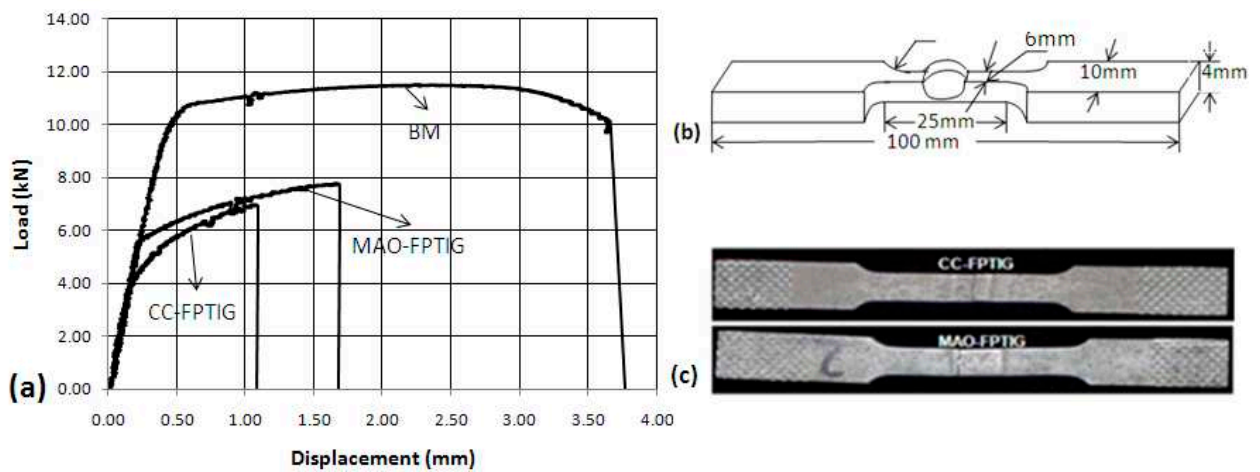 14.00
12.00
10.00
8.00
6.00
4.00
2.00
0.00
Load (kN)
0.00 0.50 1.00 1.50 2.00 2.50 3.00 3.50 4.00
Displacement (mm)
BM
MAO-FPTIG
CC-FPTIG
(a)
6mm
10mm
4mm
25mm
100 mm
(b)
CC-FPTIG
MAO-FPTIG
(c)